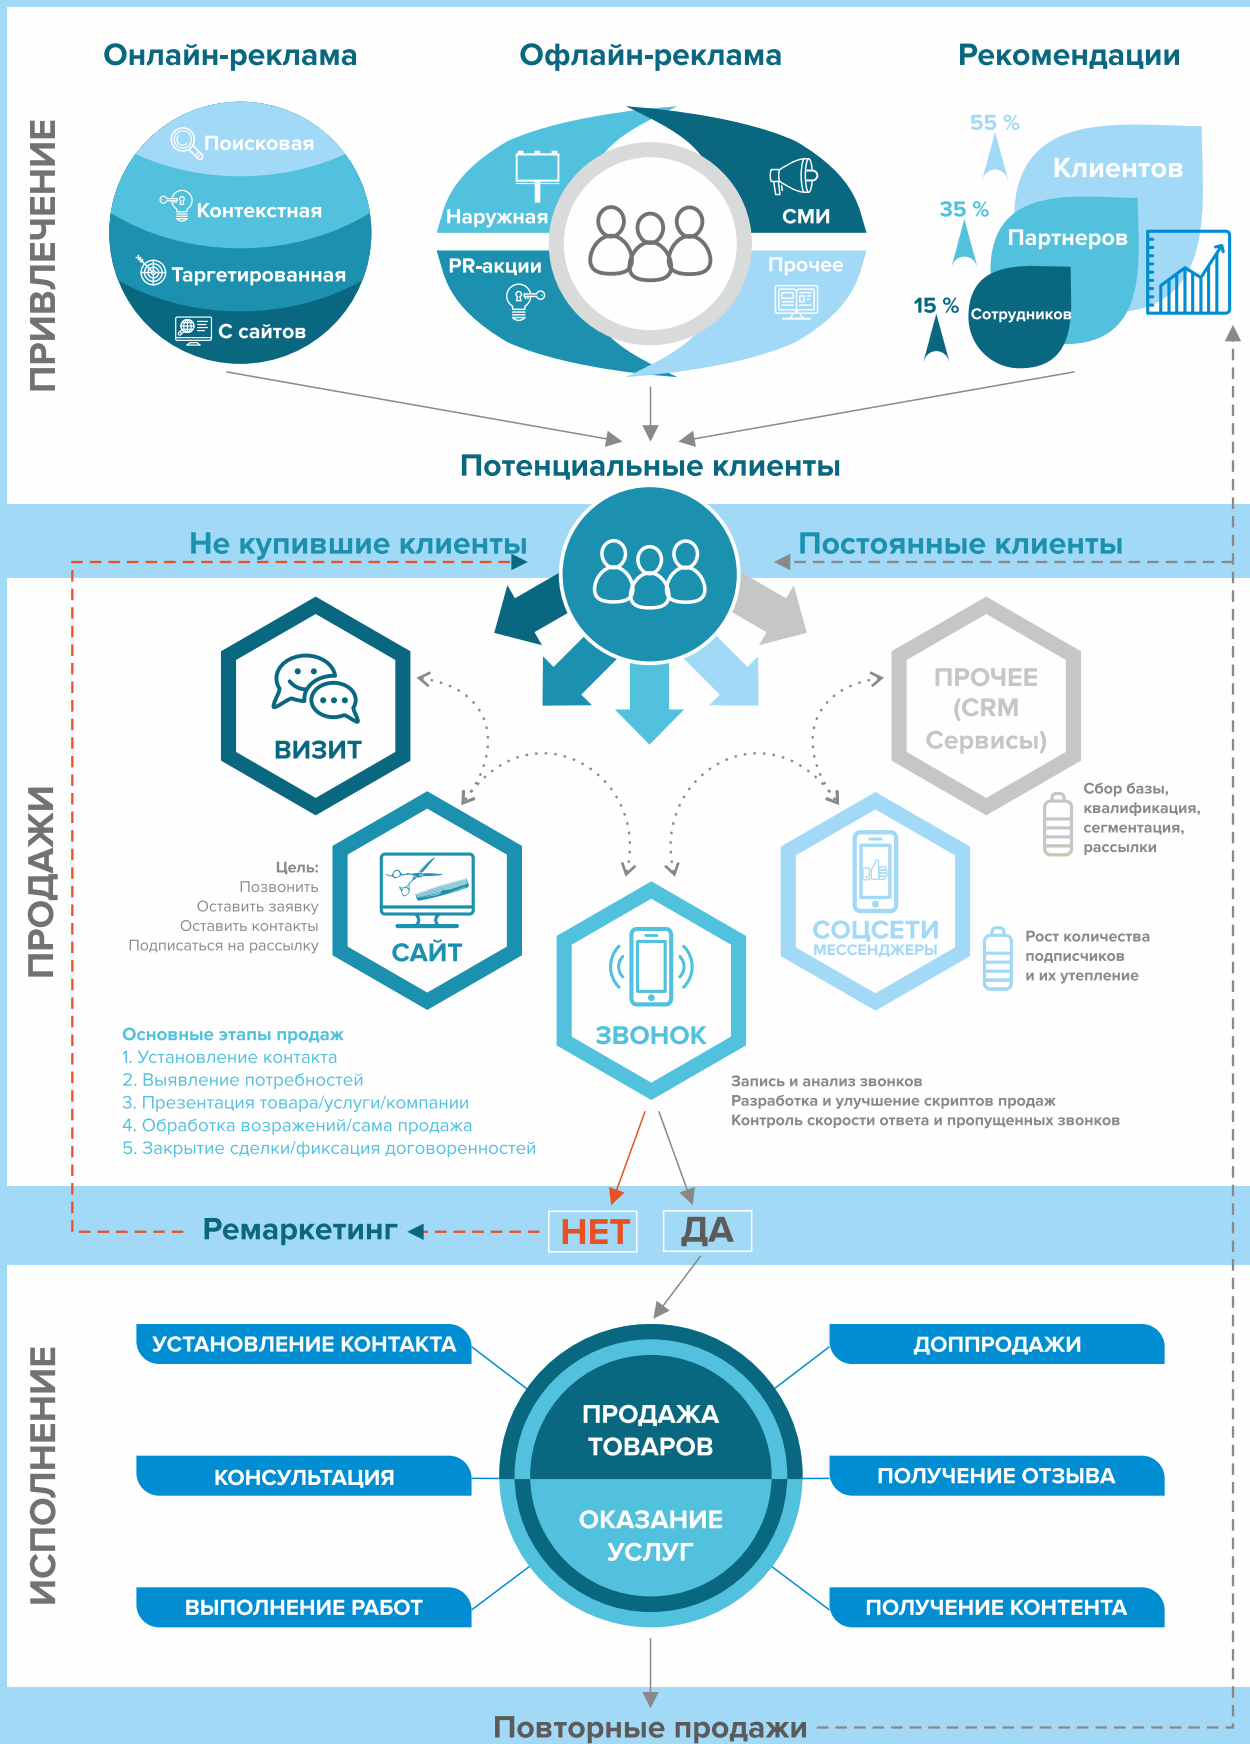 ПРИВЛЕЧЕНИЕ
Онлайн-реклама
Поисковая
Контекстная
Таргетированная
С сайтов
Офлайн-реклама
Наружная
СМИ
PR-акции
Прочее
Рекомендации
55 %
Клиентов
35 %
Партнеров
15 %
Сотрудников
Потенциальные клиенты
Не купившие клиенты
Постоянные клиенты
ПРОДАЖИ
ВИЗИТ
ПРОЧЕЕ
(CRM
Сервисы)
Сбор базы,
квалификация,
сегментация,
рассылки
Цель:
Позвонить
Оставить заявку
Оставить контакты
Подписаться на рассылку
САЙТ
СОЦСЕТИ
МЕССЕНДЖЕРЫ
Рост количества
подписчиков
и их утепление
ЗВОНОК
Основные этапы продаж
1. Установление контакта
2. Выявление потребностей
3. Презентация товара/услуги/компании
4. Обработка возражений/сама продажа
5. Закрытие сделки/фиксация договоренностей
Запись и анализ звонков
Разработка и улучшение скриптов продаж
Контроль скорости ответа и пропущенных звонков
Ремаркетинг
НЕТ
ДА
ИСПОЛНЕНИЕ
УСТАНОВЛЕНИЕ КОНТАКТА
КОНСУЛЬТАЦИЯ
ВЫПОЛНЕНИЕ РАБОТ
ПРОДАЖА
ТОВАРОВ
ОКАЗАНИЕ
УСЛУГ
ДОППРОДАЖИ
ПОЛУЧЕНИЕ ОТЗЫВА
ПОЛУЧЕНИЕ КОНТЕНТА
Повторные продажи